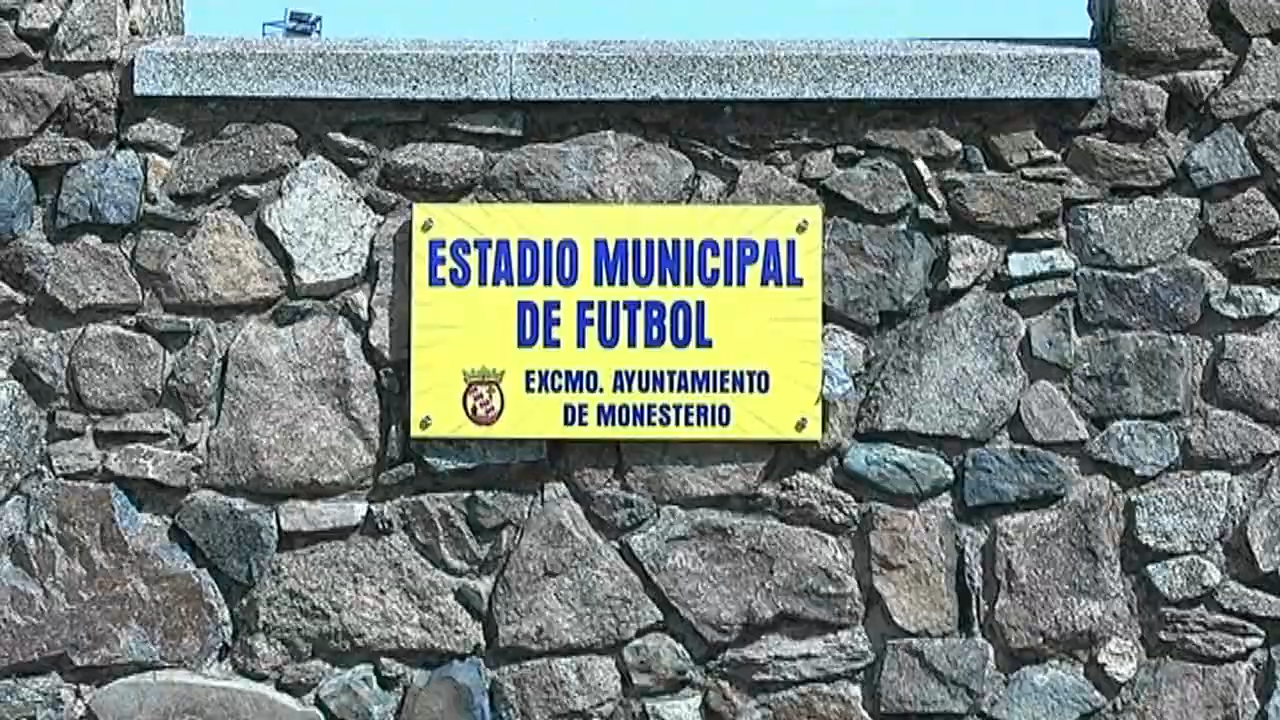 ESTADIO MUNICIPAL
DE FUTBOL
EXCMO. AYUNTAMIENTO
DE MONESTERIO